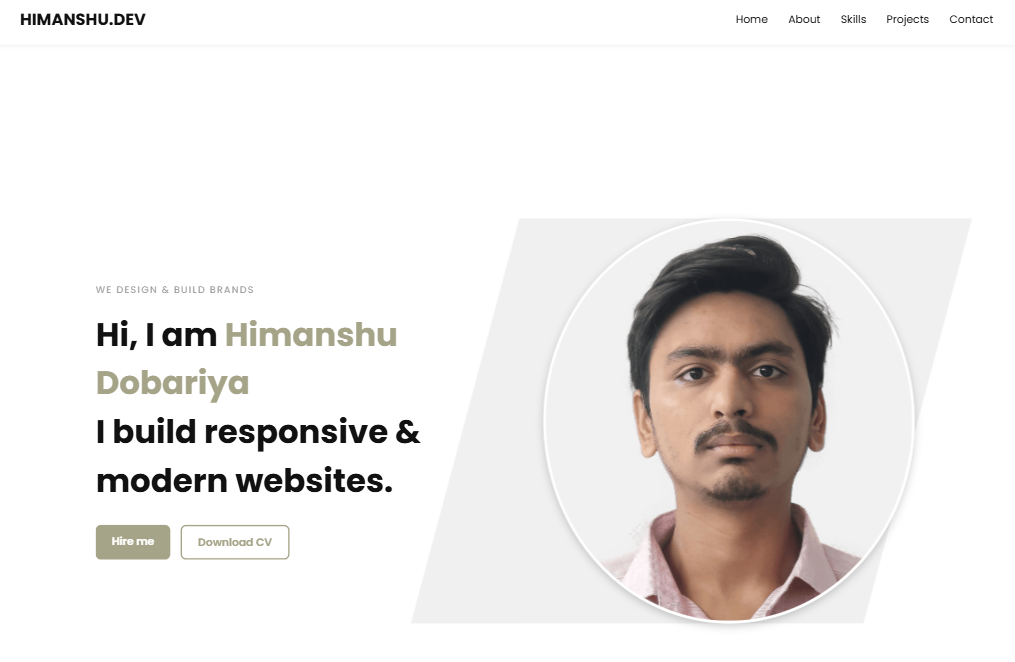 HIMANSHU.DEV
Home About Skills Projects Contact
WE DESIGN & BUILD BRANDS
Hi, I am Himanshu
Dobariya
I build responsive &
modern websites.
Hire me
Download CV